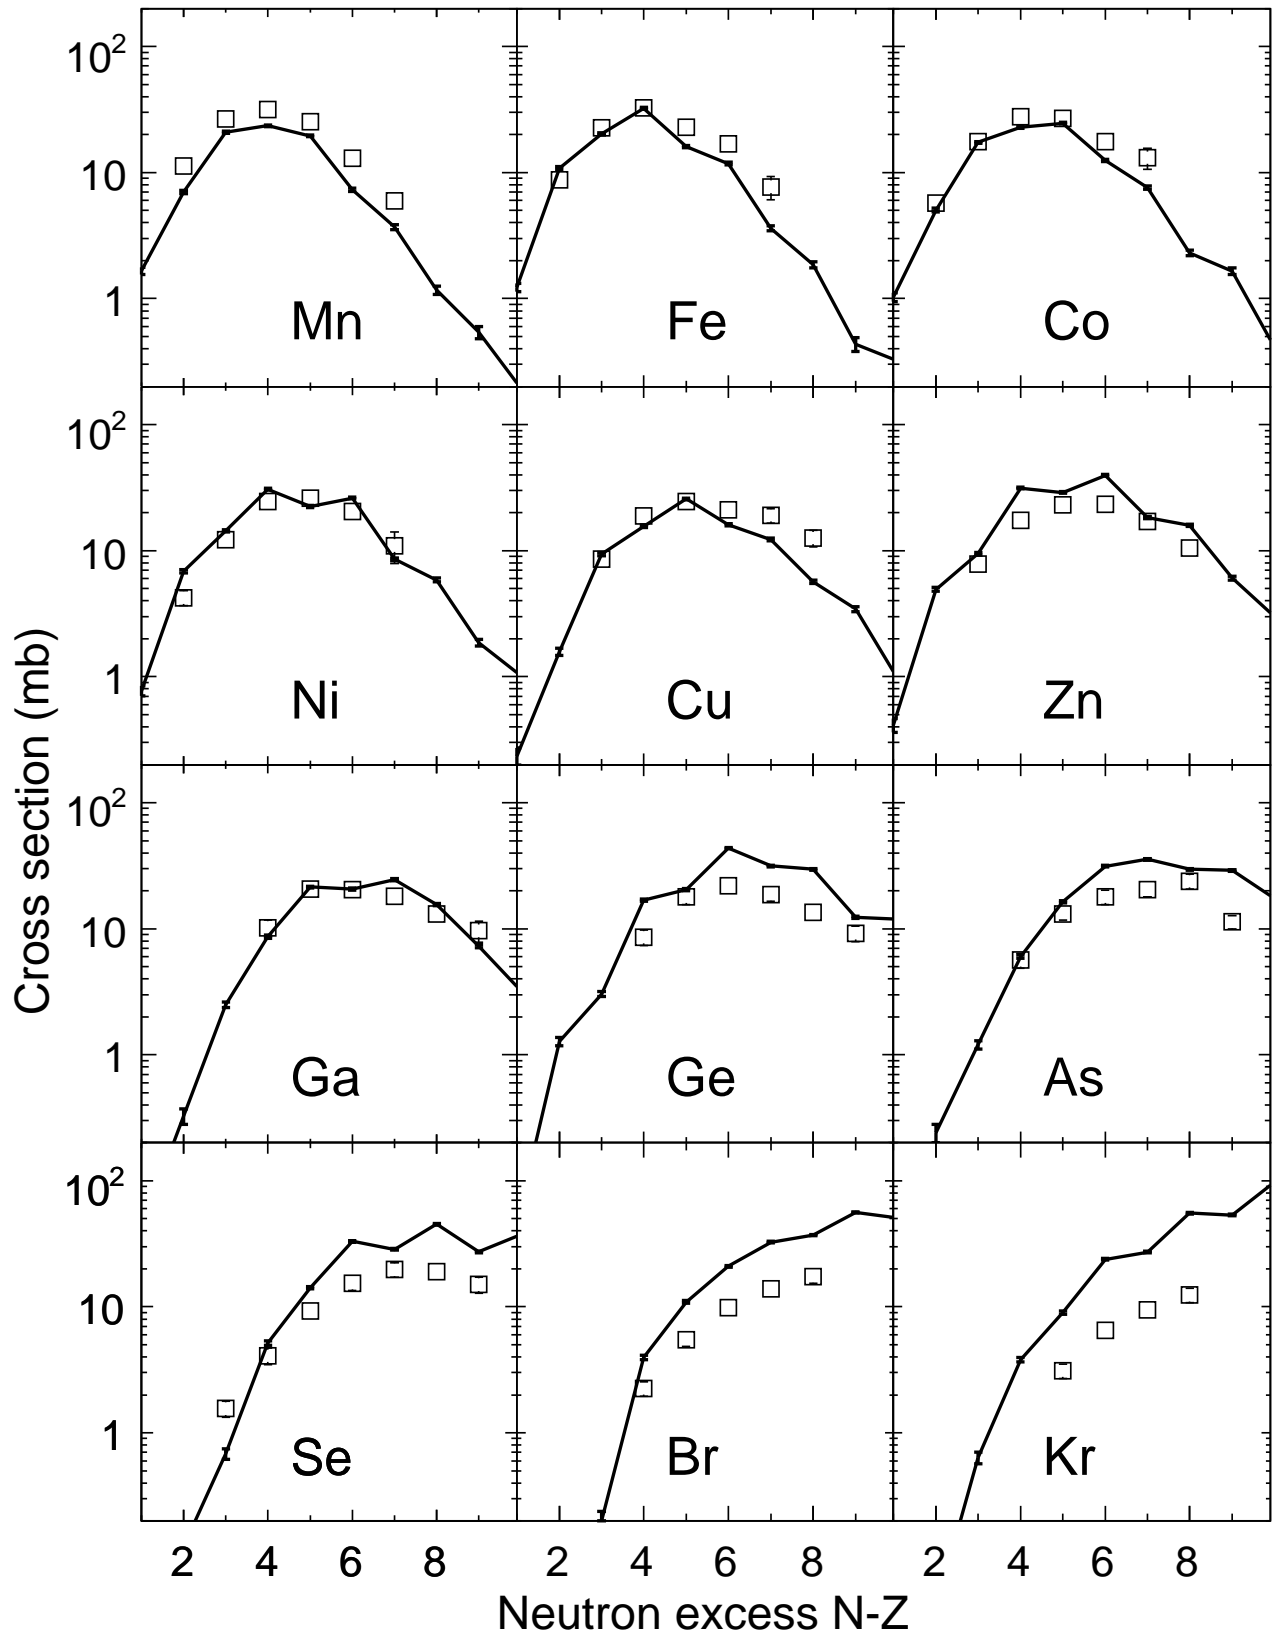 10²
10
1
Mn
Fe
Co
10²
10
1
Ni
Cu
Zn
10²
10
1
Ga
Ge
As
10²
10
1
Se
Br
Kr
2 4 6 8 2 4 6 8 2 4 6 8
Cross section (mb)
Neutron excess N-Z